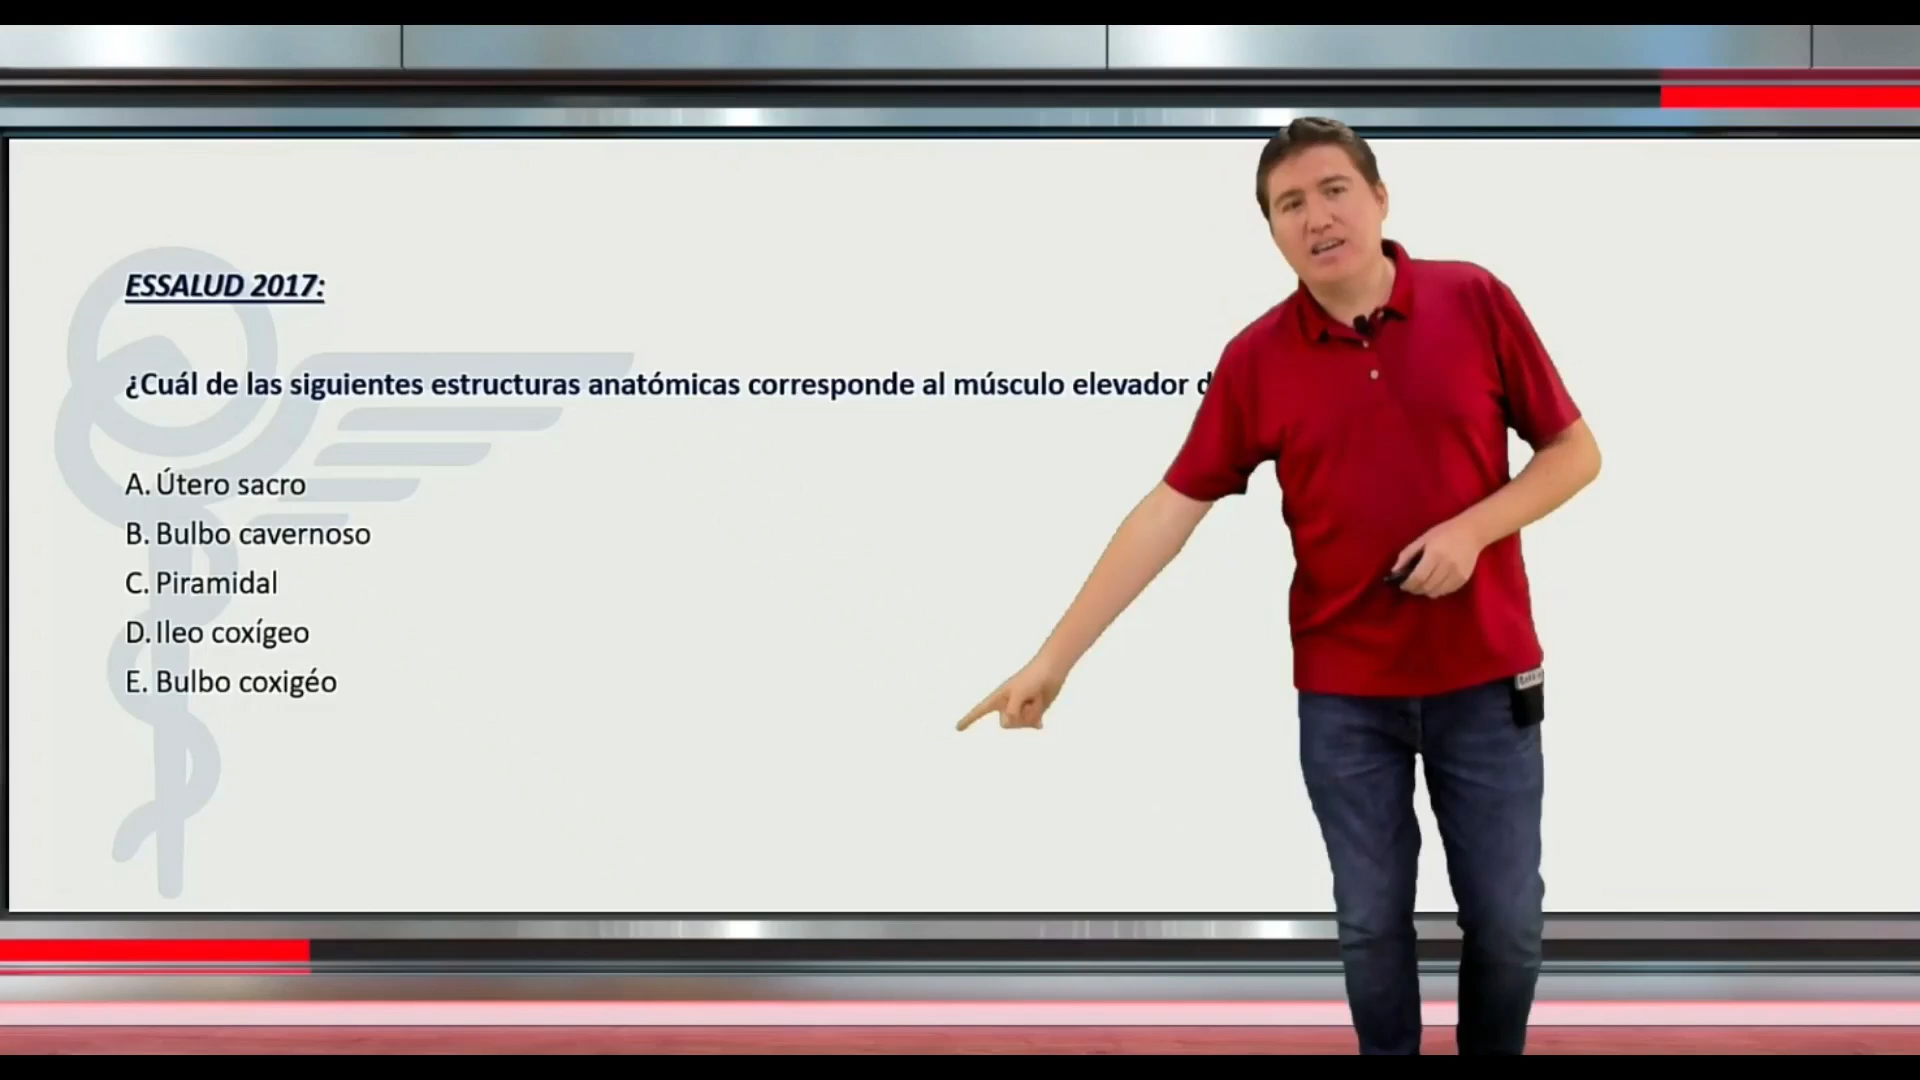 ESSALUD 2017:
¿Cuál de las siguientes estructuras anatómicas corresponde al músculo elevador
A. Útero sacro
B. Bulbo cavernoso
C. Piramidal
D. Ileo coxígeo
E. Bulbo coxigéo